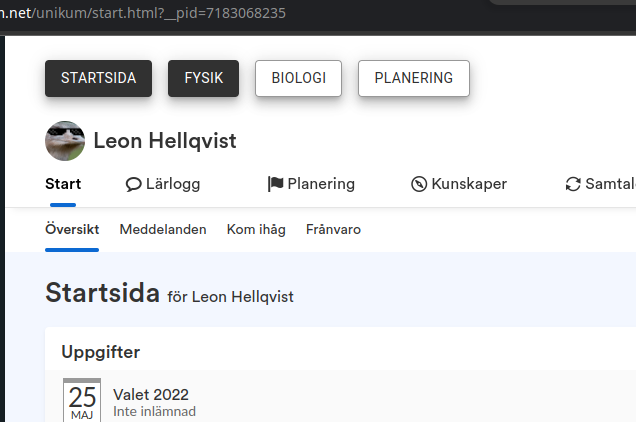 n.net/unikum/start.html?__pid=7183068235
STARTSIDA FYSIK BIOLOGI PLANERING
Leon Hellqvist
Start Lärlogg Planering Kunskaper Samtal
Översikt Meddelanden Kom ihåg Frånvaro
Startsida för Leon Hellqvist
Uppgifter
25 Valet 2022
MAJ Inte inlämnad